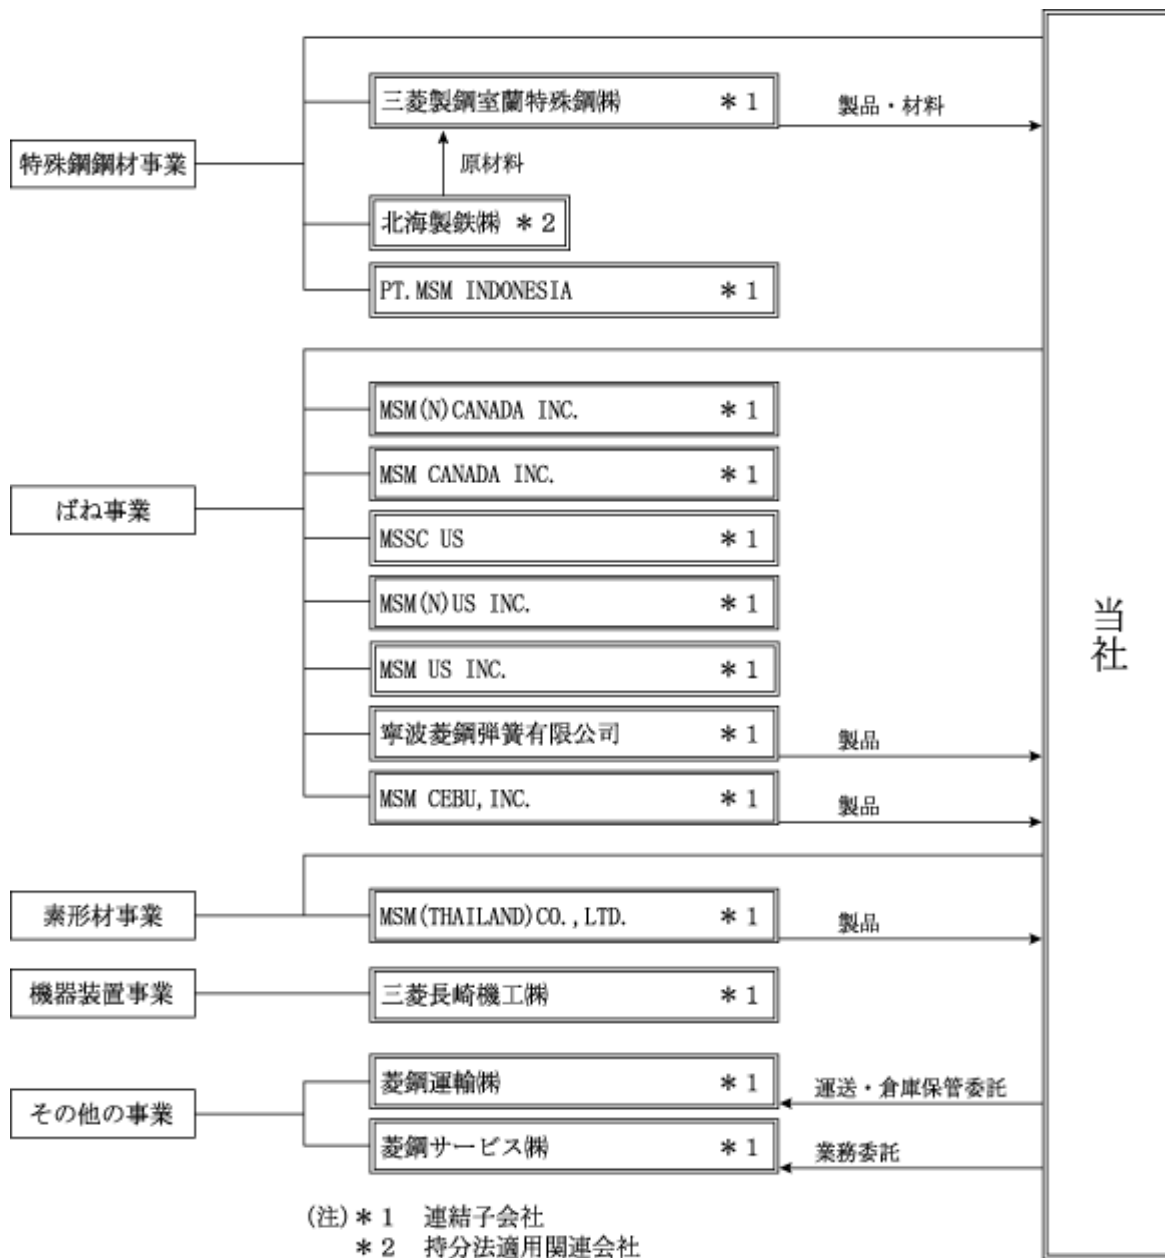 三菱製鋼室蘭特殊鋼㈱ ＊1
製品・材料
特殊鋼鋼材事業
原材料
北海製鉄㈱ ＊2
PT.MSM INDONESIA ＊1
MSM(N)CANADA INC. ＊1
MSM CANADA INC. ＊1
ばね事業
MSSC US ＊1
MSM(N)US INC. ＊1
当社
MSM US INC. ＊1
寧波菱鋼弾簧有限公司 ＊1
製品
MSM CEBU,INC. ＊1
製品
素形材事業
MSM(THAILAND)CO.,LTD. ＊1
製品
機器装置事業
三菱長崎機工㈱ ＊1
菱鋼運輸㈱ ＊1
運送・倉庫保管委託
その他の事業
菱鋼サービス㈱ ＊1
業務委託
(注)＊1 連結子会社
＊2 持分法適用関連会社